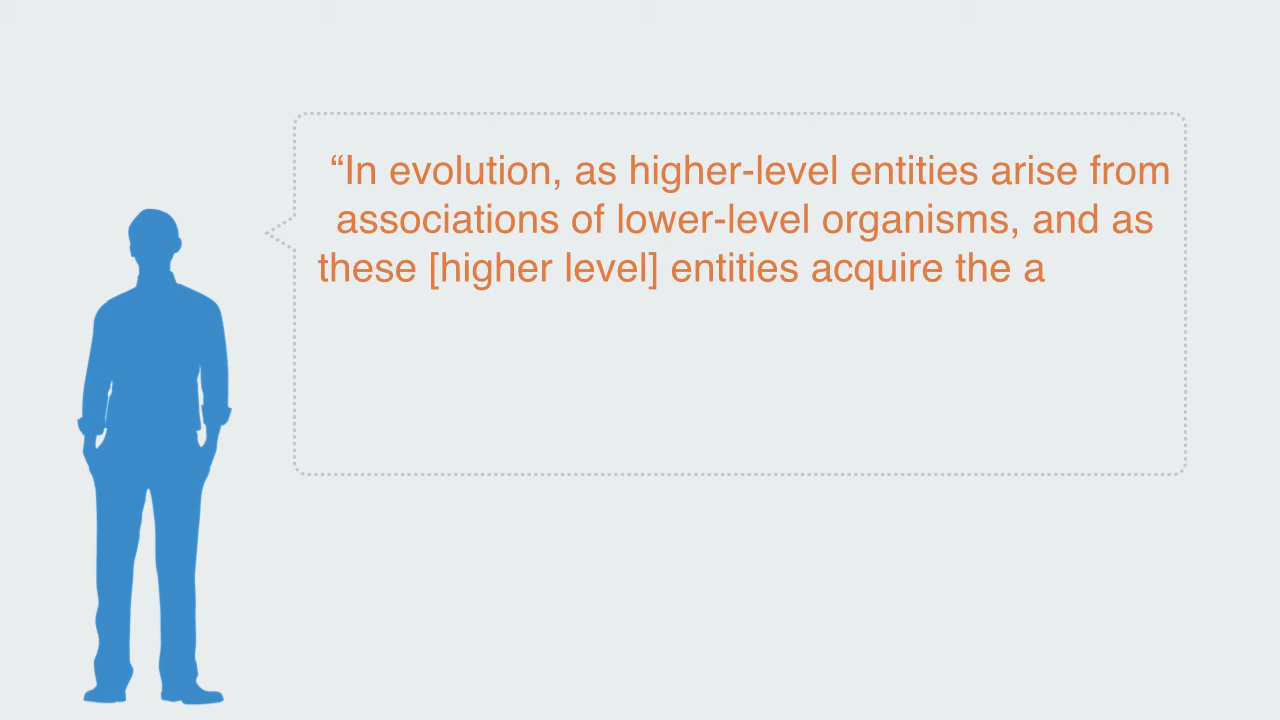 “In evolution, as higher-level entities arise from
associations of lower-level organisms, and as
these [higher level] entities acquire the a